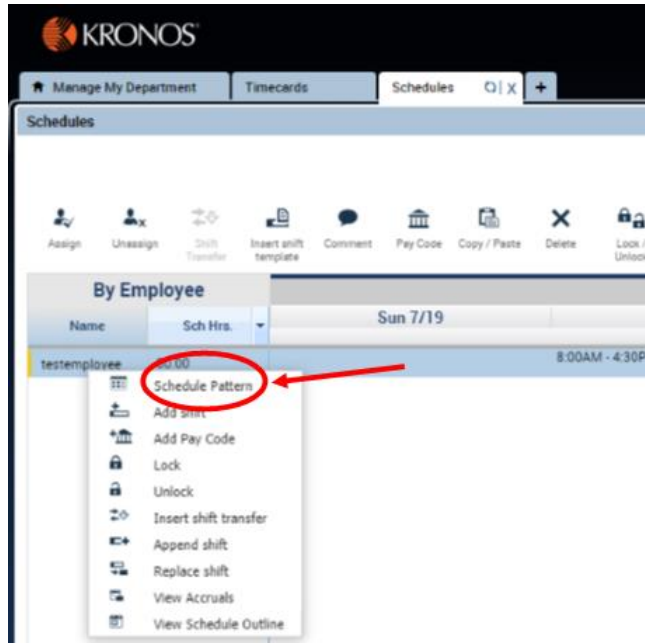 KRONOS
Manage My Department
Timecards
Schedules
X
+
Schedules
Assign
Unassign
Shift
Transfer
Insert shift
template
Comment
Pay Code
Copy / Paste
Delete
Lock /
Unlock
By Employee
Name
Sch Hrs.
Sun 7/19
testemployee
8:00AM - 4:30P
Schedule Pattern
Add shift
Add Pay Code
Lock
Unlock
Insert shift transfer
Append shift
Replace shift
View Accruals
View Schedule Outline